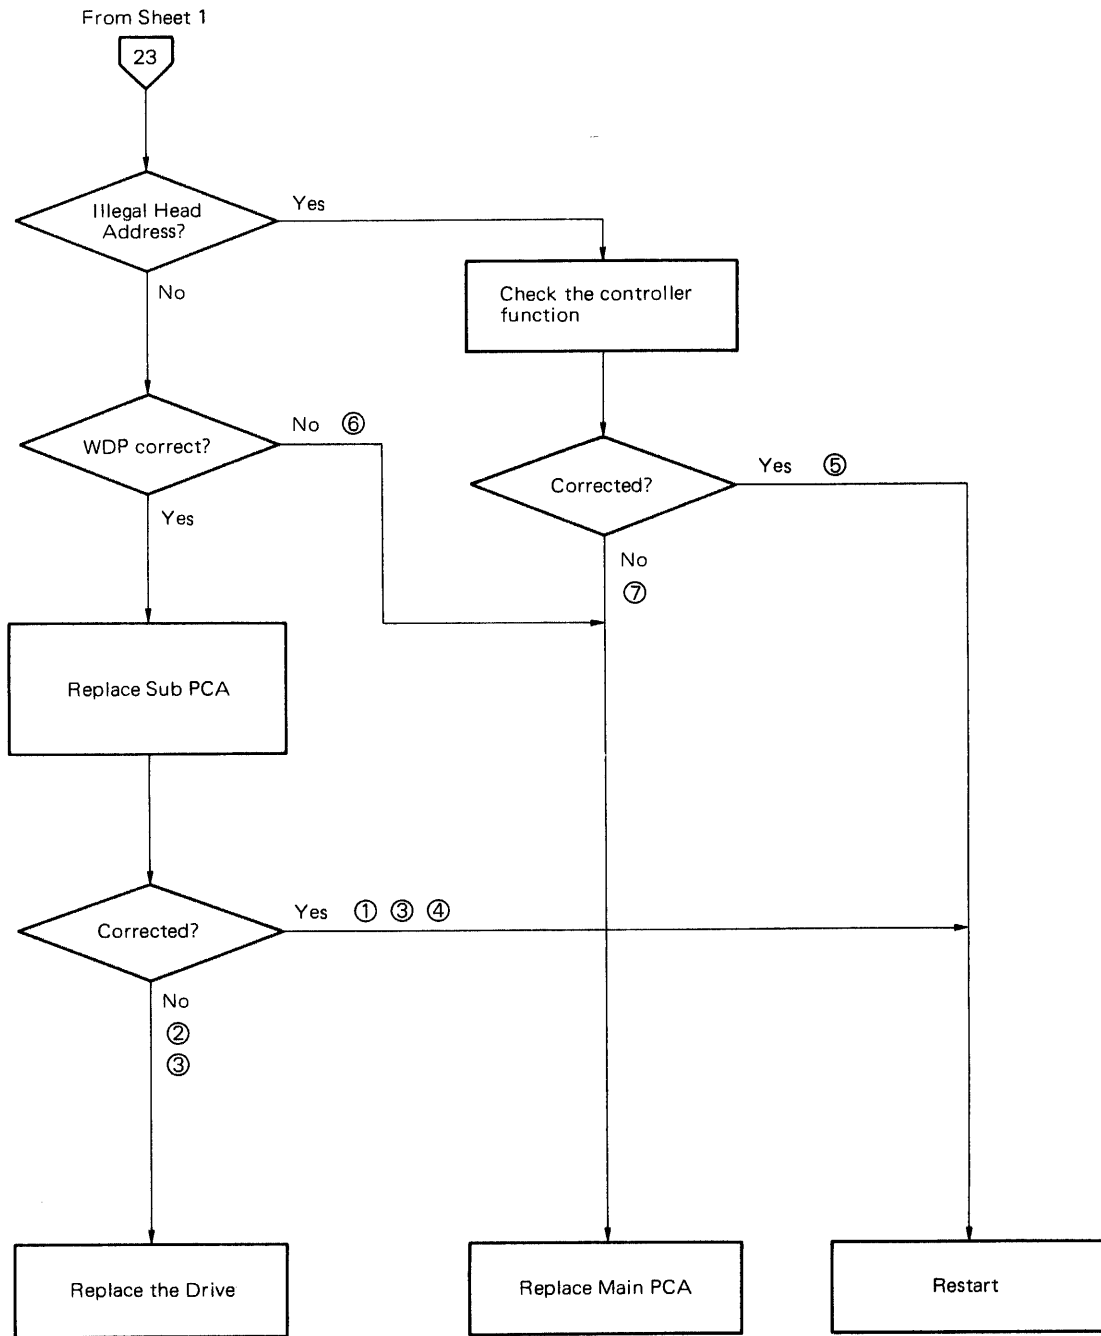 From Sheet 1
23
Illegal Head
Address?
Yes
No
Check the controller
function
WDP correct?
No ⑥
Yes
Corrected?
Yes ⑤
No
⑦
Replace Sub PCA
Corrected?
Yes ① ③ ④
No
②
③
Replace the Drive
Replace Main PCA
Restart